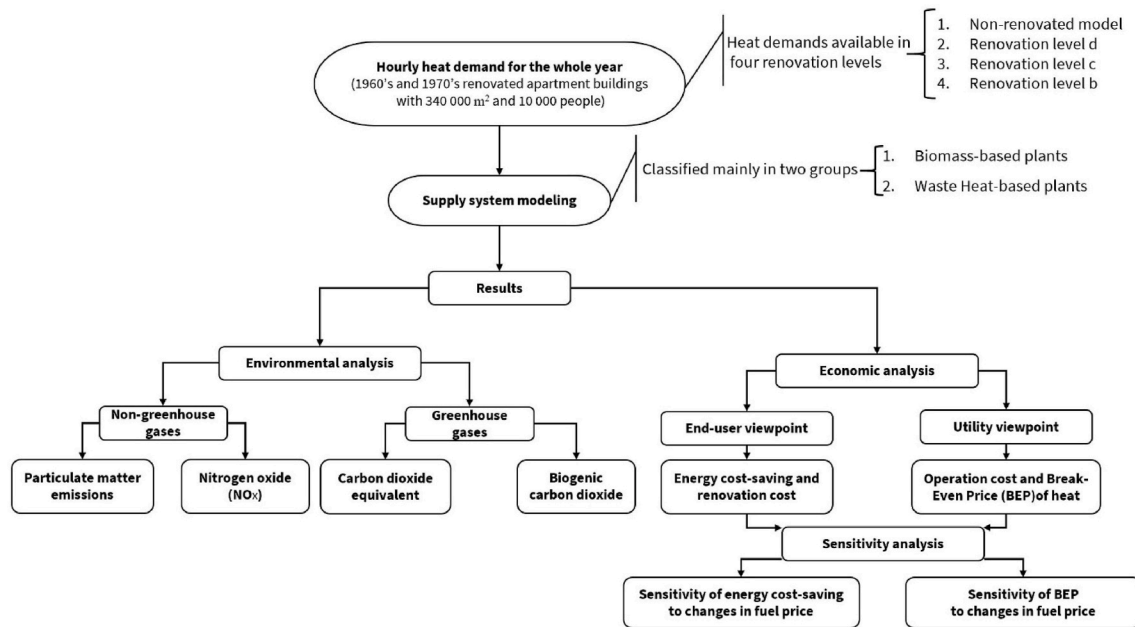 Hourly heat demand for the whole year
(1960's and 1970's renovated apartment buildings
with 340 000 m² and 10 000 people)
Heat demands available in
four renovation levels
1. Non-renovated model
2. Renovation level d
3. Renovation level c
4. Renovation level b
Supply system modeling
Classified mainly in two groups
1. Biomass-based plants
2. Waste Heat-based plants
Results
Environmental analysis
Economic analysis
Non-greenhouse
gases
Greenhouse
gases
End-user viewpoint
Utility viewpoint
Particulate matter
emissions
Nitrogen oxide
(NOx)
Carbon dioxide
equivalent
Biogenic
carbon dioxide
Energy cost-saving and
renovation cost
Operation cost and Break-
Even Price (BEP)of heat
Sensitivity analysis
Sensitivity of energy cost-saving
to changes in fuel price
Sensitivity of BEP
to changes in fuel price